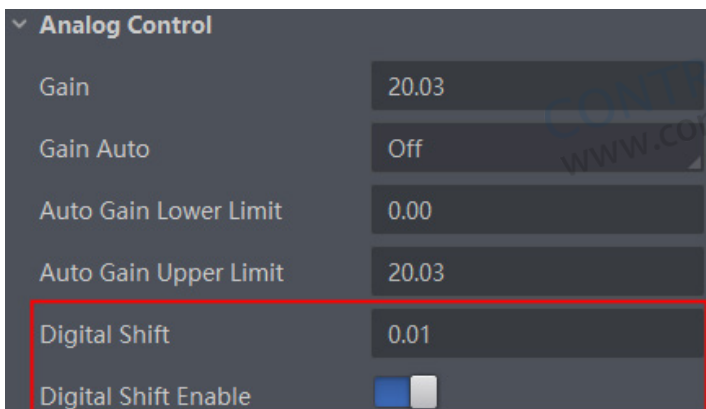 Analog Control
Gain 20.03
Gain Auto Off
Auto Gain Lower Limit 0.00
Auto Gain Upper Limit 20.03
Digital Shift 0.01
Digital Shift Enable